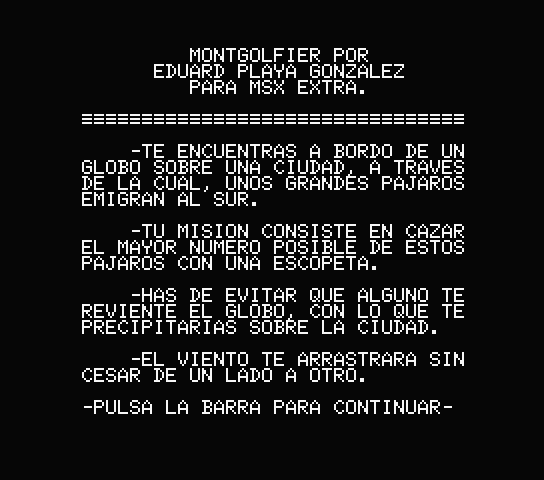 MONTGOLFIER POR
EDUARD PLAYA GONZALEZ
PARA MSX EXTRA.
================================
-TE ENCUENTRAS A BORDO DE UN
GLOBO SOBRE UNA CIUDAD, A TRAVES
DE LA CUAL, UNOS GRANDES PAJAROS
EMIGRAN AL SUR.
-TU MISION CONSISTE EN CAZAR
EL MAYOR NUMERO POSIBLE DE ESTOS
PAJAROS CON UNA ESCOPETA.
-HAS DE EVITAR QUE ALGUNO TE
REVIENTE EL GLOBO, CON LO QUE TE
PRECIPITARIAS SOBRE LA CIUDAD.
-EL VIENTO TE ARRASTRARA SIN
CESAR DE UN LADO A OTRO.
-PULSA LA BARRA PARA CONTINUAR-